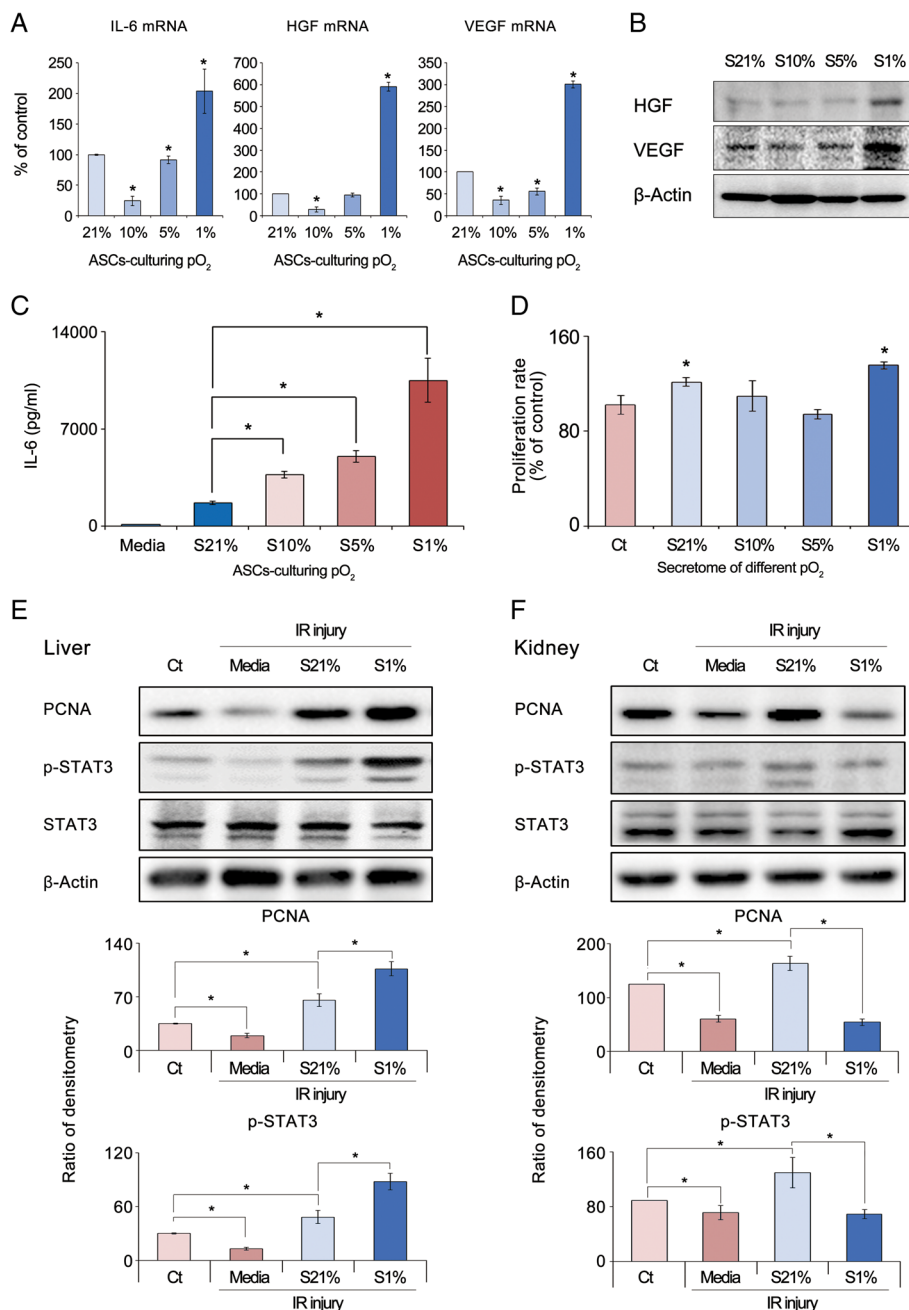 A
IL-6 mRNA
HGF mRNA
VEGF mRNA
% of control
250
200
150
100
50
0
*
*
*
21% 10% 5% 1%
ASCs-culturing pO2
700
600
500
400
300
200
100
0
*
*
21% 10% 5% 1%
ASCs-culturing pO2
350
300
250
200
150
100
50
0
*
*
*
21% 10% 5% 1%
ASCs-culturing pO2
B
S21% S10% S5% S1%
HGF
VEGF
β-Actin
C
IL-6 (pg/ml)
14000
7000
0
*
*
*
Media S21% S10% S5% S1%
ASCs-culturing pO2
D
Proliferation rate
(% of control)
160
80
0
*
*
Ct S21% S10% S5% S1%
Secretome of different pO2
E
Liver
IR injury
Ct Media S21% S1%
PCNA
p-STAT3
STAT3
β-Actin
PCNA
Ratio of densitometry
140
70
0
*
*
*
Ct Media S21% S1%
IR injury
p-STAT3
120
60
0
*
*
*
Ct Media S21% S1%
IR injury
F
Kidney
IR injury
Ct Media S21% S1%
PCNA
p-STAT3
STAT3
β-Actin
PCNA
Ratio of densitometry
200
100
0
*
*
*
Ct Media S21% S1%
IR injury
p-STAT3
160
80
0
*
*
*
Ct Media S21% S1%
IR injury